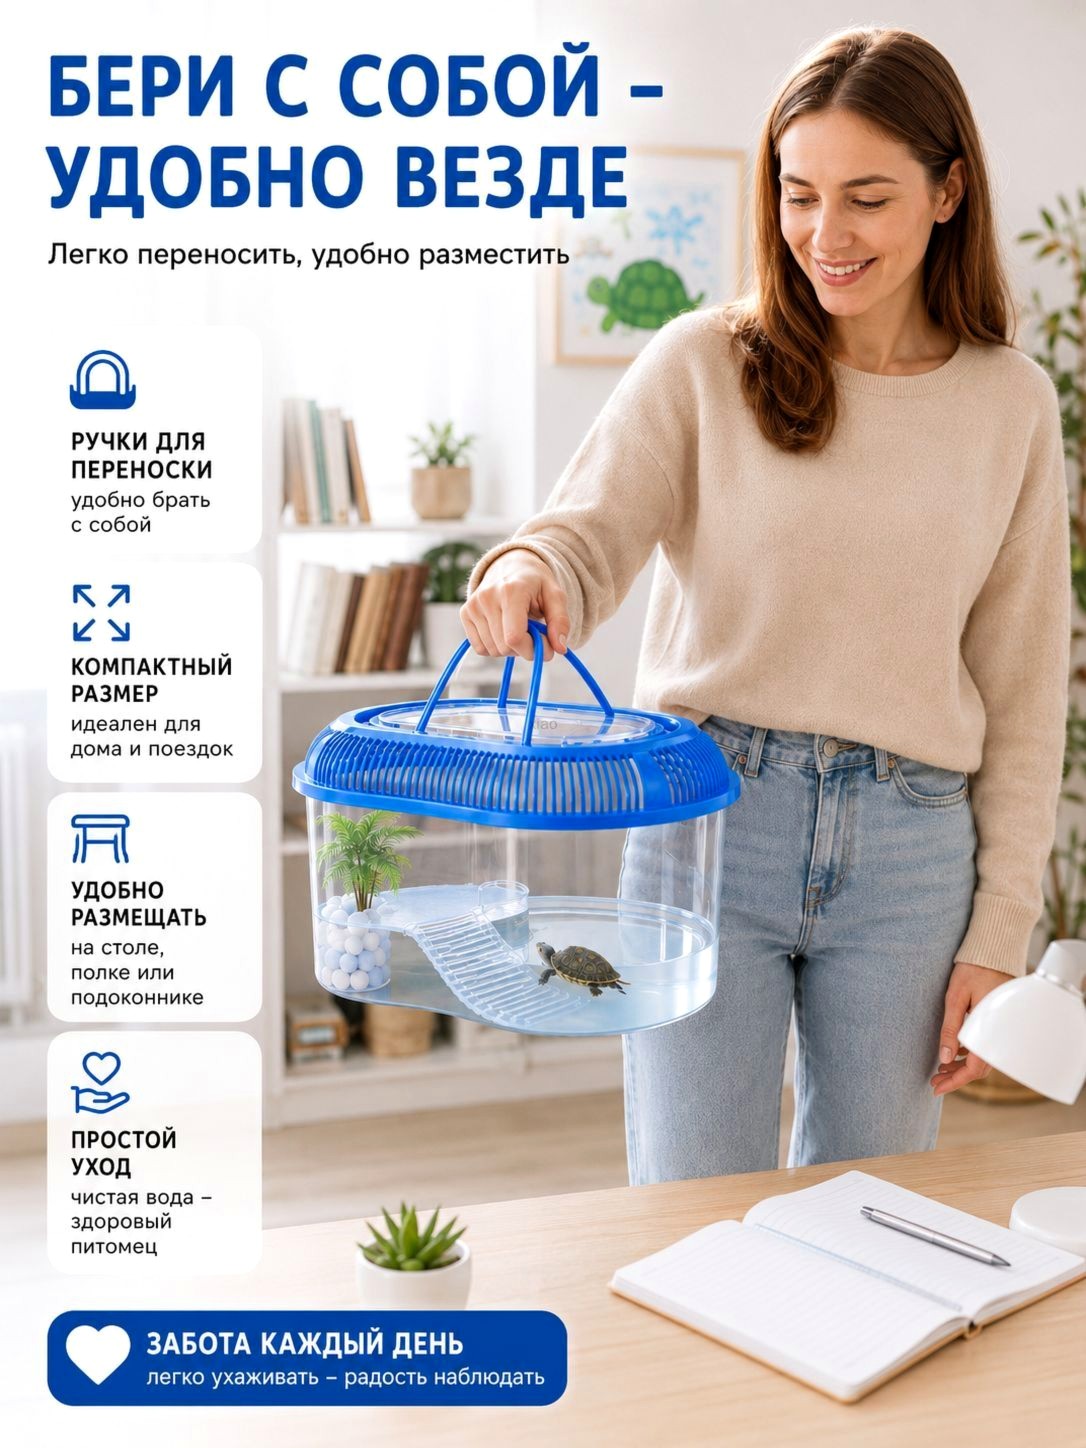 БЕРИ С СОБОЙ –
УДОБНО ВЕЗДЕ
Легко переносить, удобно разместить
РУЧКИ ДЛЯ
ПЕРЕНОСКИ
удобно брать
с собой
КОМПАКТНЫЙ
РАЗМЕР
идеален для
дома и поездок
УДОБНО
РАЗМЕЩАТЬ
на столе,
полке или
подоконнике
ПРОСТОЙ
УХОД
чистая вода –
здоровый
питомец
ЗАБОТА КАЖДЫЙ ДЕНЬ
легко ухаживать – радость наблюдать